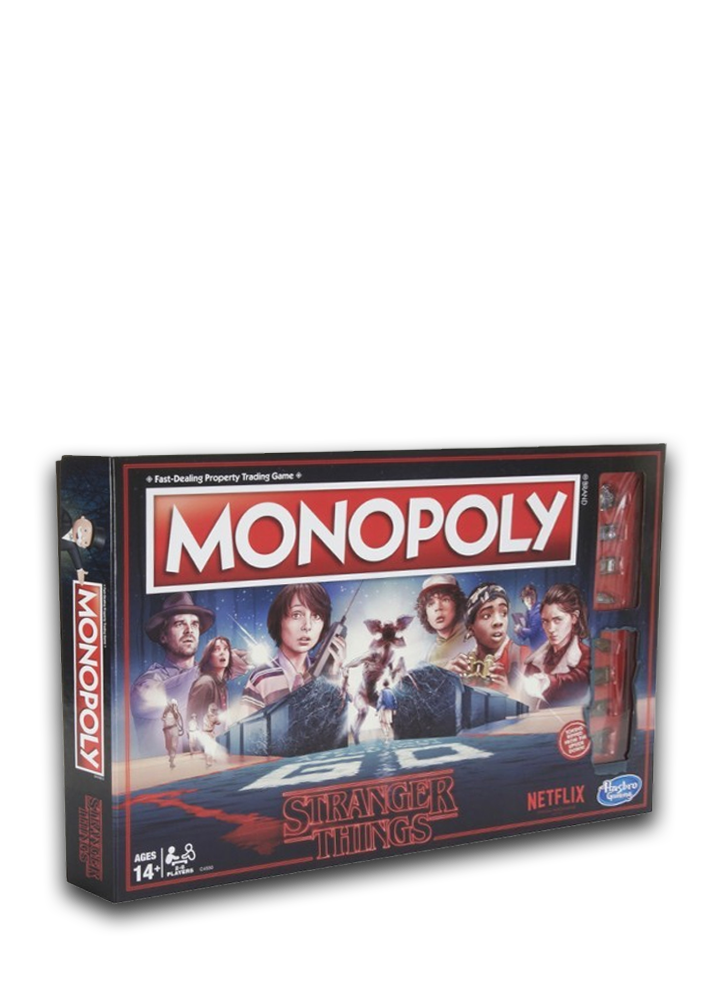 Fast-Dealing Property Trading Game
MONOPOLY
® BRAND
GO
STRANGER
THINGS
NETFLIX
Hasbro
Gaming
AGES
14+
2-6
PLAYERS
MONOPOLY
STRANGER
THINGS